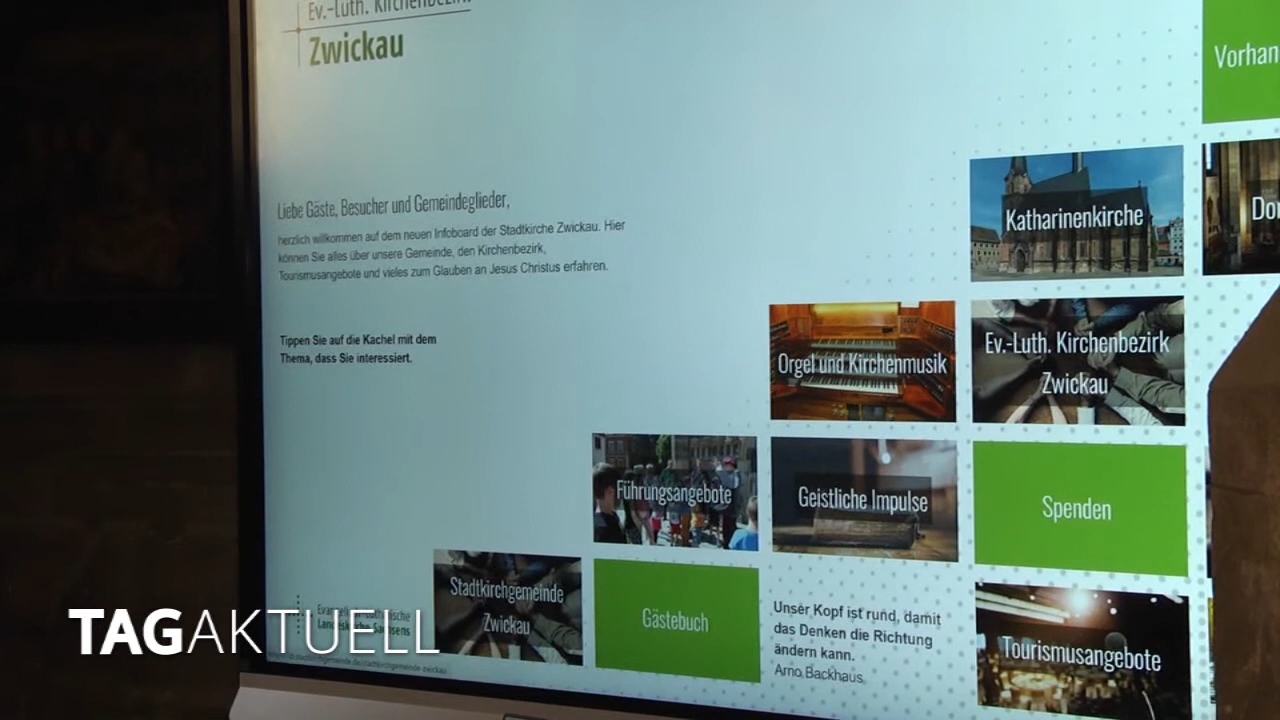 Ev.-Luth. Kirchenbezirk
Zwickau
Vorhan
Liebe Gäste, Besucher und Gemeindeglieder,
herzlich willkommen auf dem neuen Infoboard der Stadtkirche Zwickau. Hier
können Sie alles über unsere Gemeinde, den Kirchenbezirk,
Tourismusangebote und vieles zum Glauben an Jesus Christus erfahren.
Tippen Sie auf die Kachel mit dem
Thema, dass Sie interessiert.
Katharinenkirche
Do
Orgel und Kirchenmusik
Ev.-Luth. Kirchenbezirk
Zwickau
Führungsangebote
Geistliche Impulse
Spenden
Stadtkirchgemeinde
Zwickau
Gästebuch
Unser Kopf ist rund, damit
das Denken die Richtung
ändern kann.
Arno Backhaus
Tourismusangebote
Landeskirche Sachsens
TAGAKTUELL